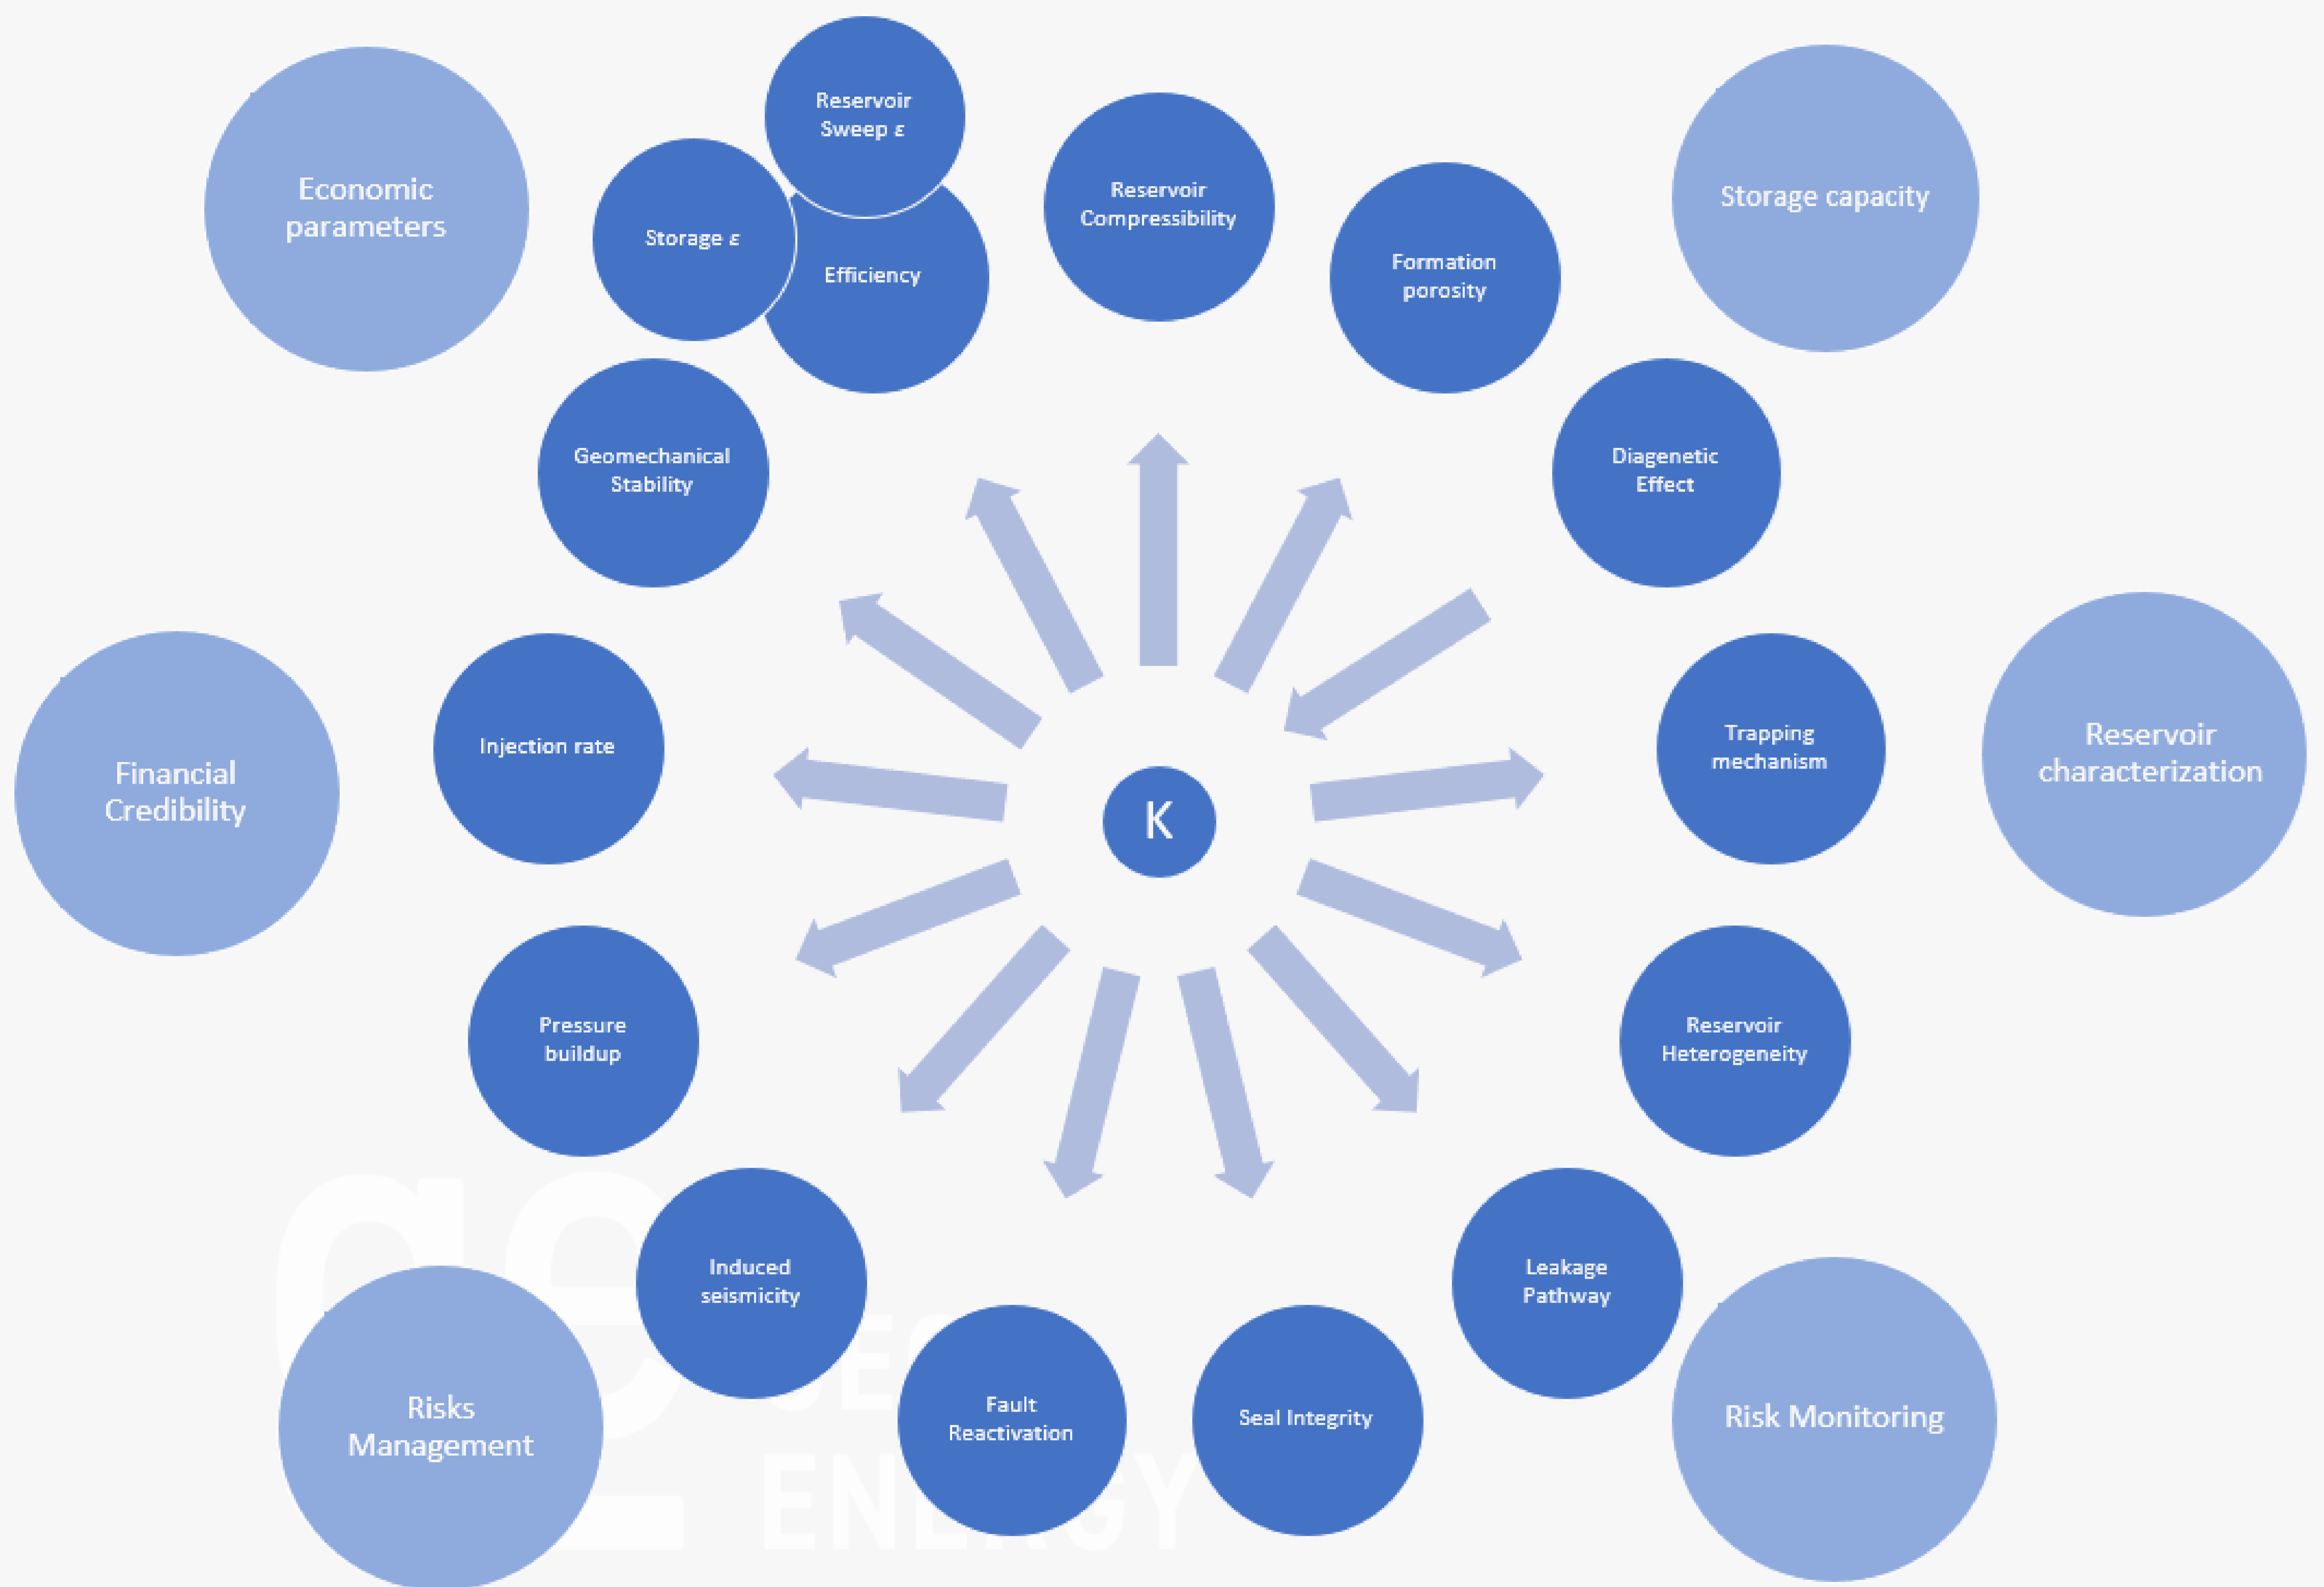 Reservoir
Sweep ε
Economic
parameters
Storage ε
Efficiency
Reservoir
Compressibility
Formation
porosity
Storage capacity
Geomechanical
Stability
Diagenetic
Effect
Financial
Credibility
Injection rate
K
Trapping
mechanism
Reservoir
characterization
Pressure
buildup
Reservoir
Heterogeneity
Induced
seismicity
Leakage
Pathway
Risks
Management
Fault
Reactivation
Seal Integrity
Risk Monitoring
ge
ENERGY